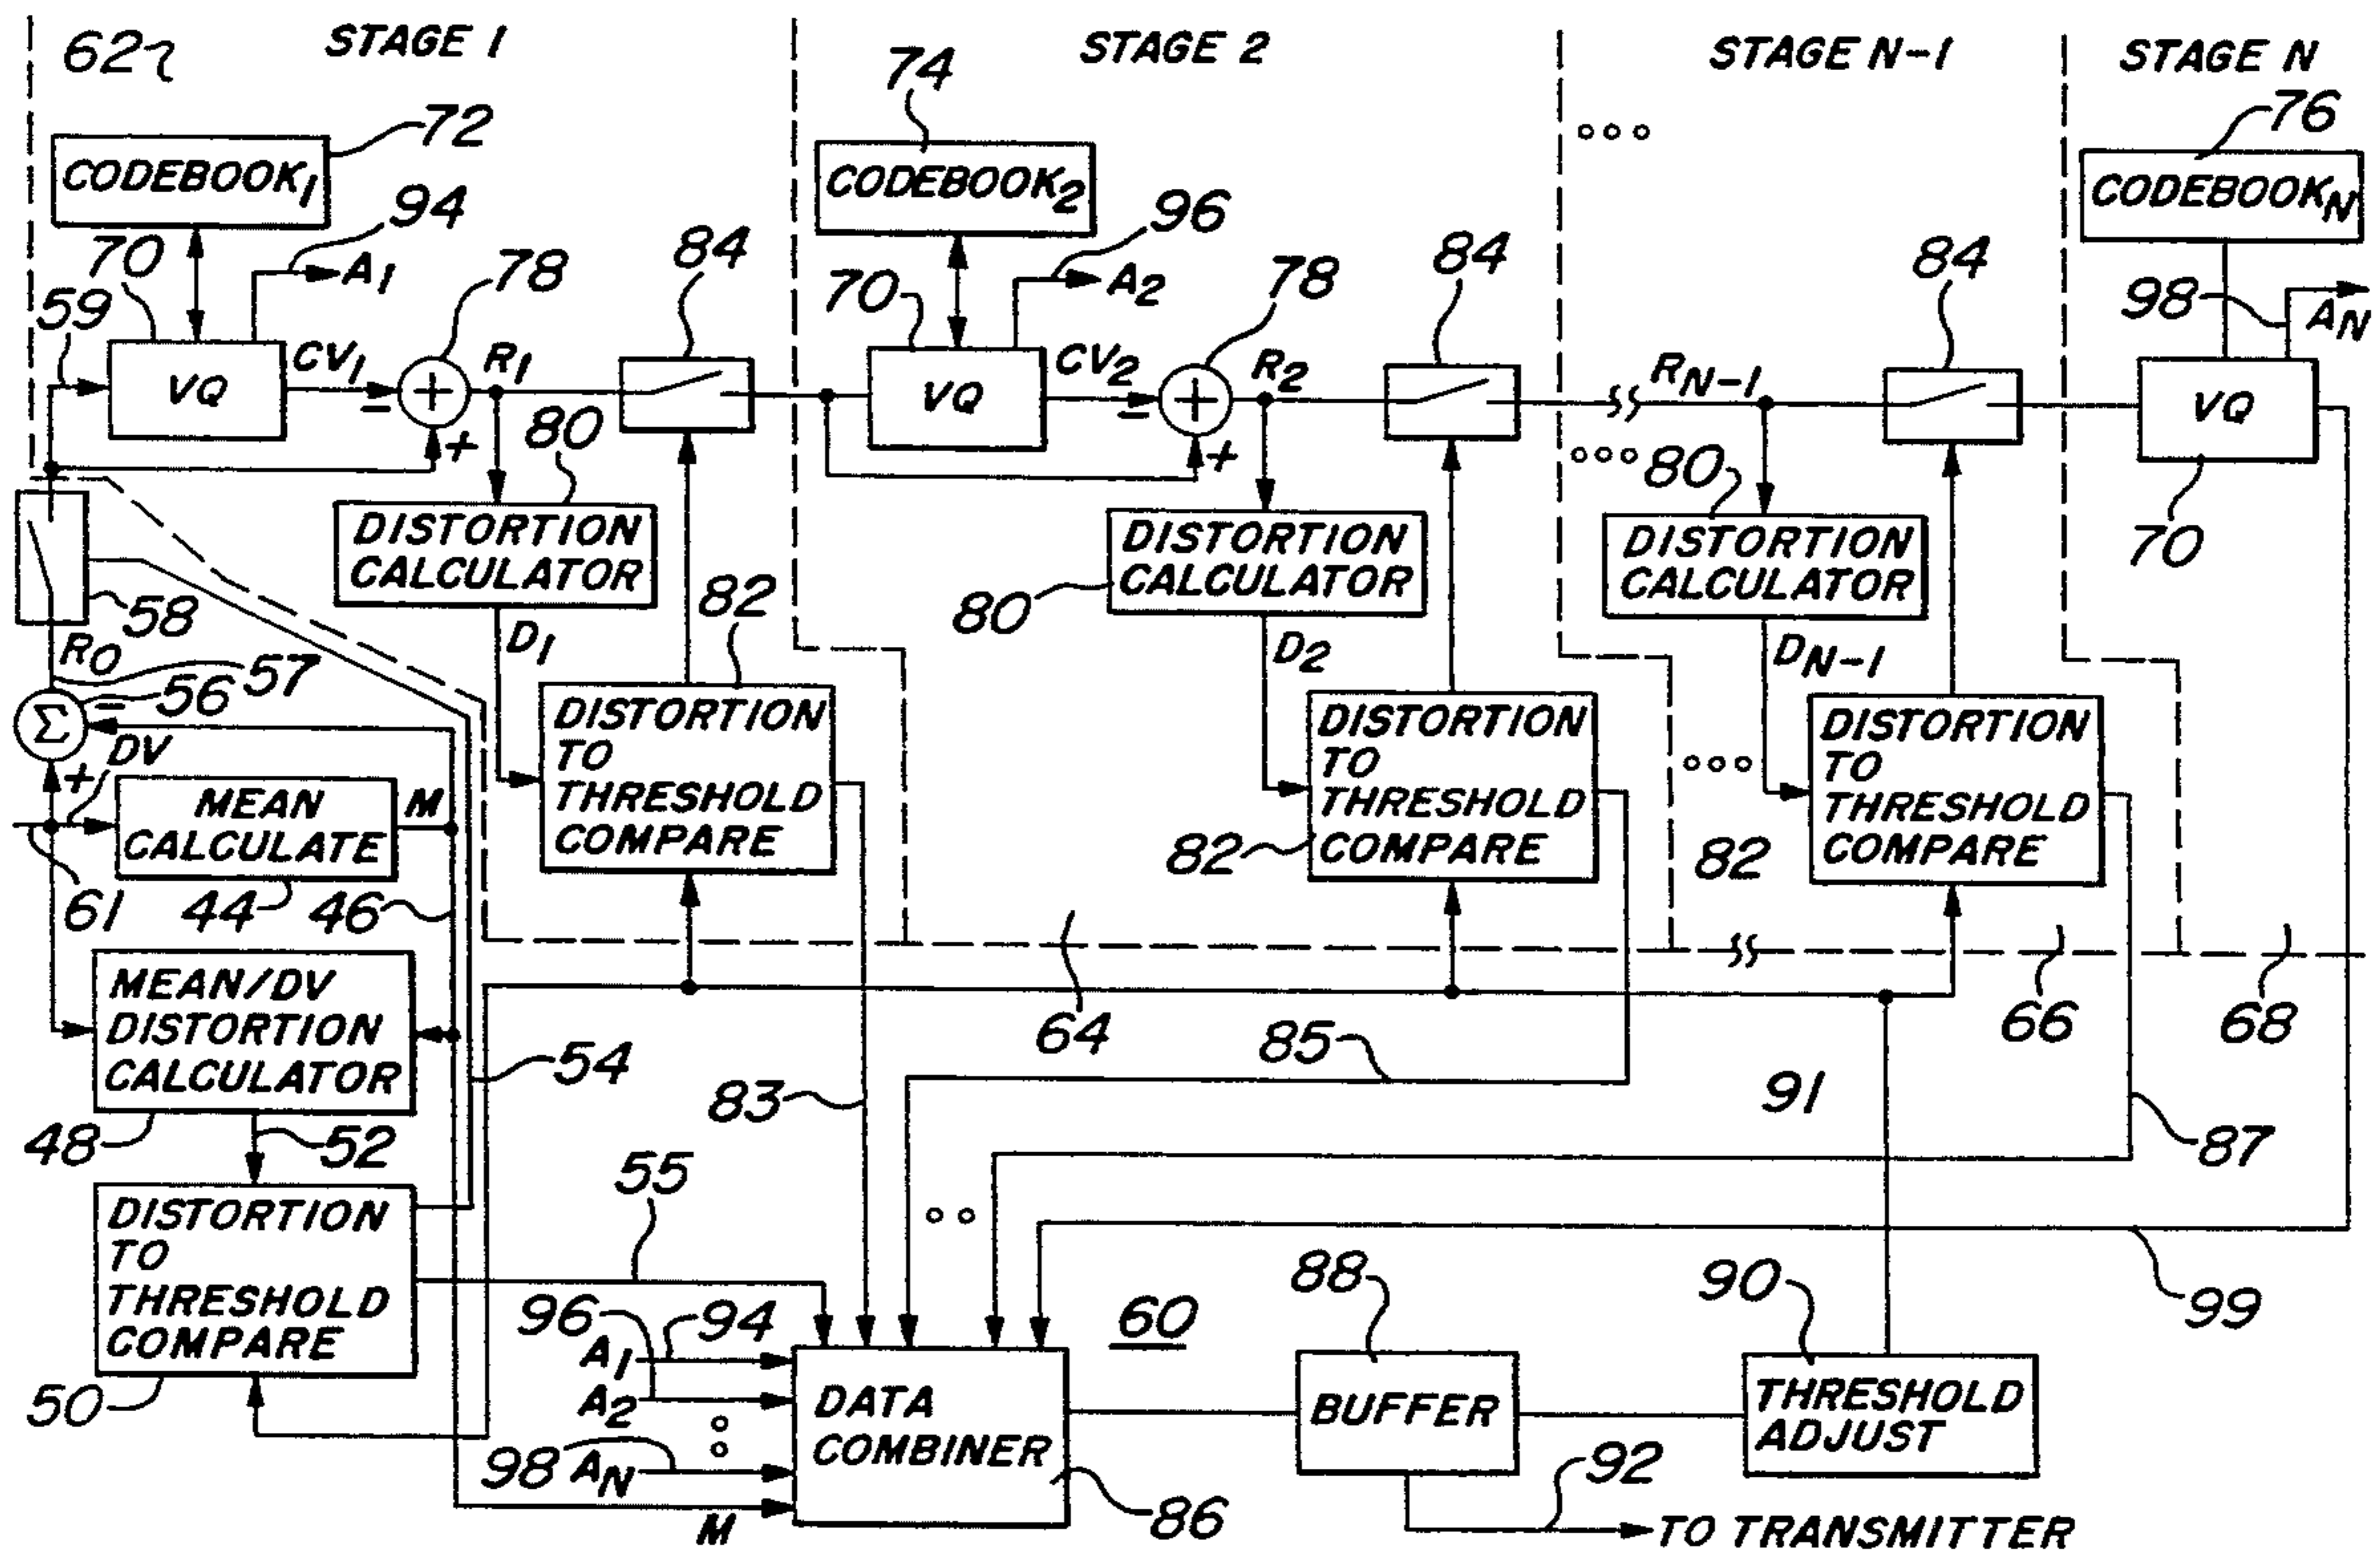 62
STAGE 1
STAGE 2
STAGE N-1
STAGE N
72
74
76
CODEBOOK1
CODEBOOK2
CODEBOOKN
94
96
98
70
A1
78
84
70
A2
78
84
84
AN
59
VQ
CV1
R1
VQ
CV2
R2
RN-1
VQ
−
+
+
−
+
+
80
80
70
DISTORTION
CALCULATOR
DISTORTION
CALCULATOR
DISTORTION
CALCULATOR
58
82
80
R0
D1
D2
DN-1
57
56
−
Σ
DV
+
DISTORTION
TO
THRESHOLD
COMPARE
DISTORTION
TO
THRESHOLD
COMPARE
DISTORTION
TO
THRESHOLD
COMPARE
MEAN
CALCULATE
M
82
82
61
44
46
MEAN/DV
DISTORTION
CALCULATOR
64
66
68
54
85
83
91
48
52
87
55
DISTORTION
TO
THRESHOLD
COMPARE
88
90
99
96
94
60
A1
50
A2
DATA
COMBINER
BUFFER
THRESHOLD
ADJUST
98
AN
92
M
86
TO TRANSMITTER